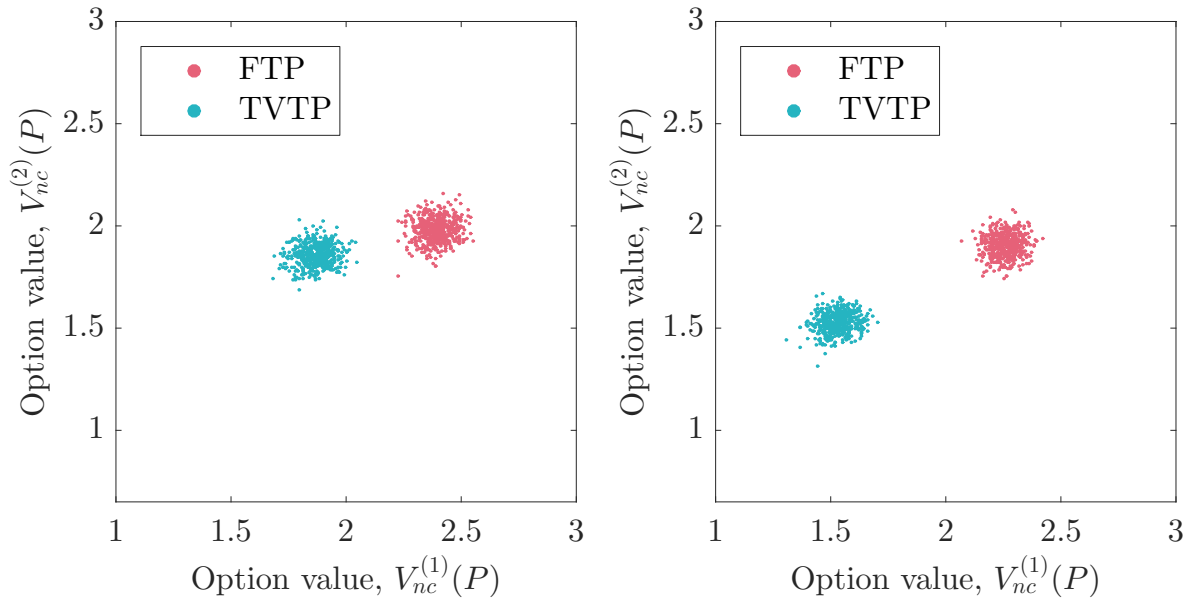 3
2.5
2
1.5
1
Option value, V_{nc}^{(2)}(P)
FTP
TVTP
1 1.5 2 2.5 3
Option value, V_{nc}^{(1)}(P)
3
2.5
2
1.5
1
Option value, V_{nc}^{(2)}(P)
FTP
TVTP
1 1.5 2 2.5 3
Option value, V_{nc}^{(1)}(P)